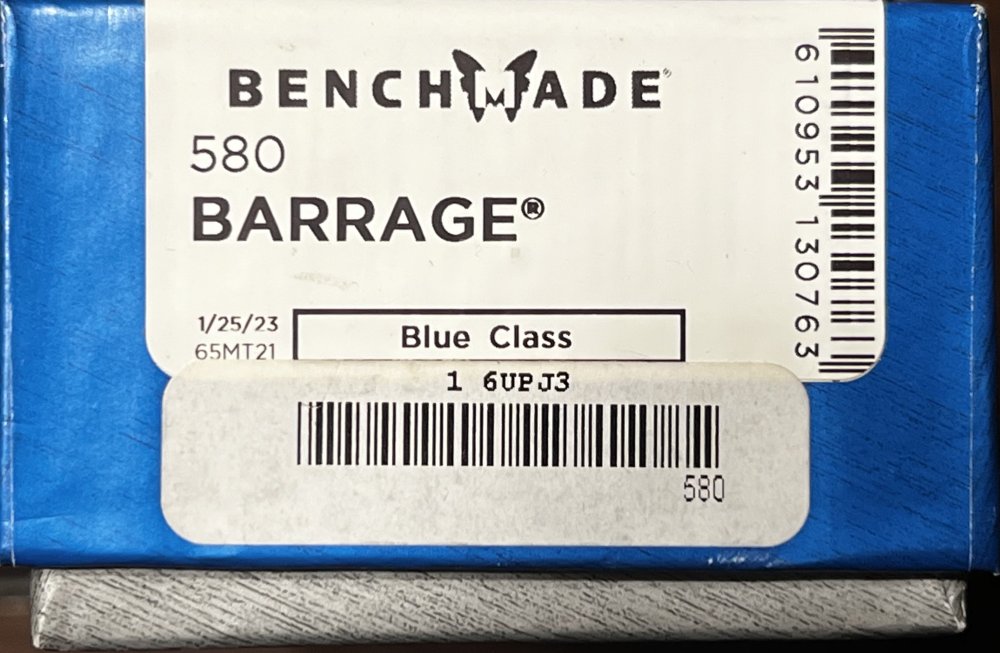 BENCHMADE®
580
BARRAGE®
1/25/23
65MT21
Blue Class
610953 130763
1 6UPJ3
580